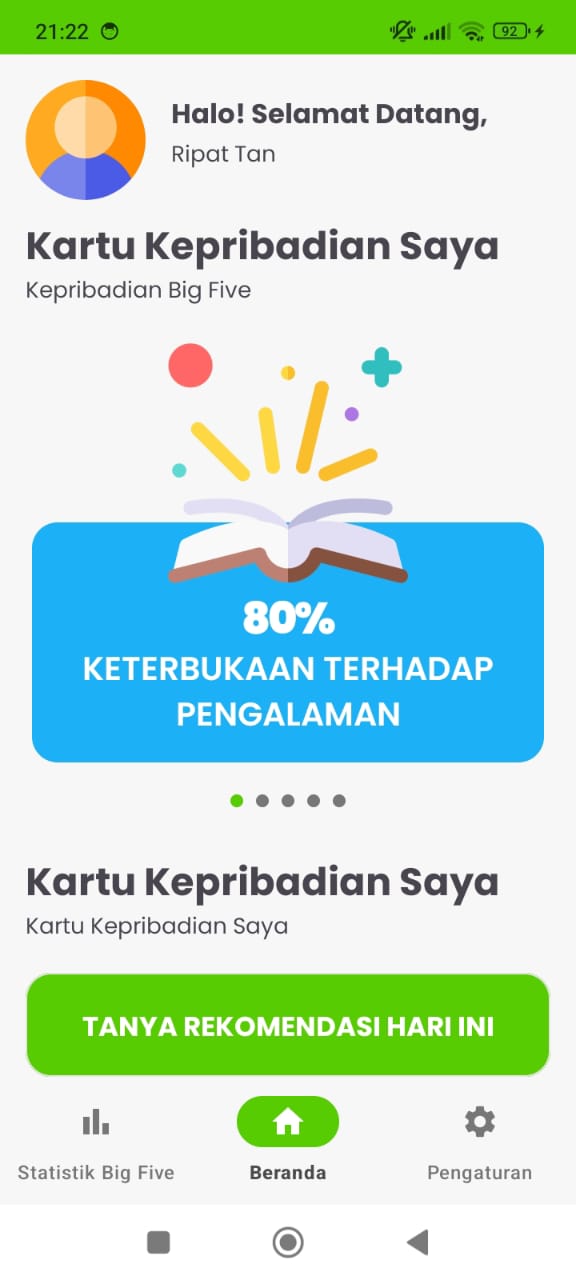 21:22
92
Halo! Selamat Datang,
Ripat Tan
Kartu Kepribadian Saya
Kepribadian Big Five
80%
KETERBUKAAN TERHADAP
PENGALAMAN
Kartu Kepribadian Saya
Kartu Kepribadian Saya
TANYA REKOMENDASI HARI INI
Statistik Big Five
Beranda
Pengaturan